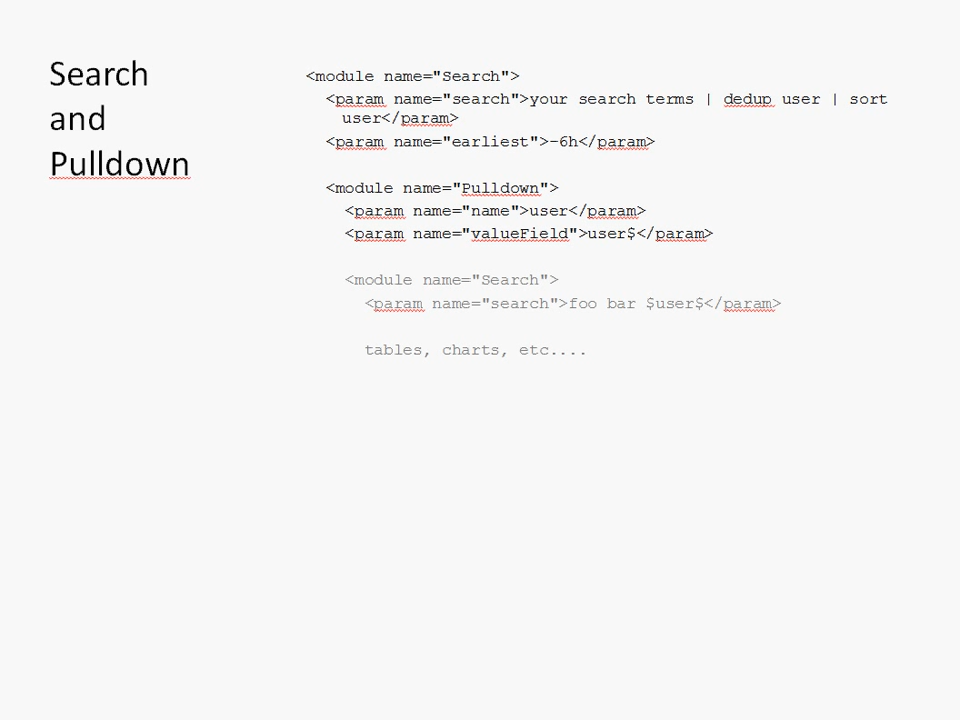 Search
and
Pulldown
<module name="Search">
<param name="search">your search terms | dedup user | sort
user</param>
<param name="earliest">-6h</param>
<module name="Pulldown">
<param name="name">user</param>
<param name="valueField">user$</param>
<module name="Search">
<param name="search">foo bar $user$</param>
tables, charts, etc....